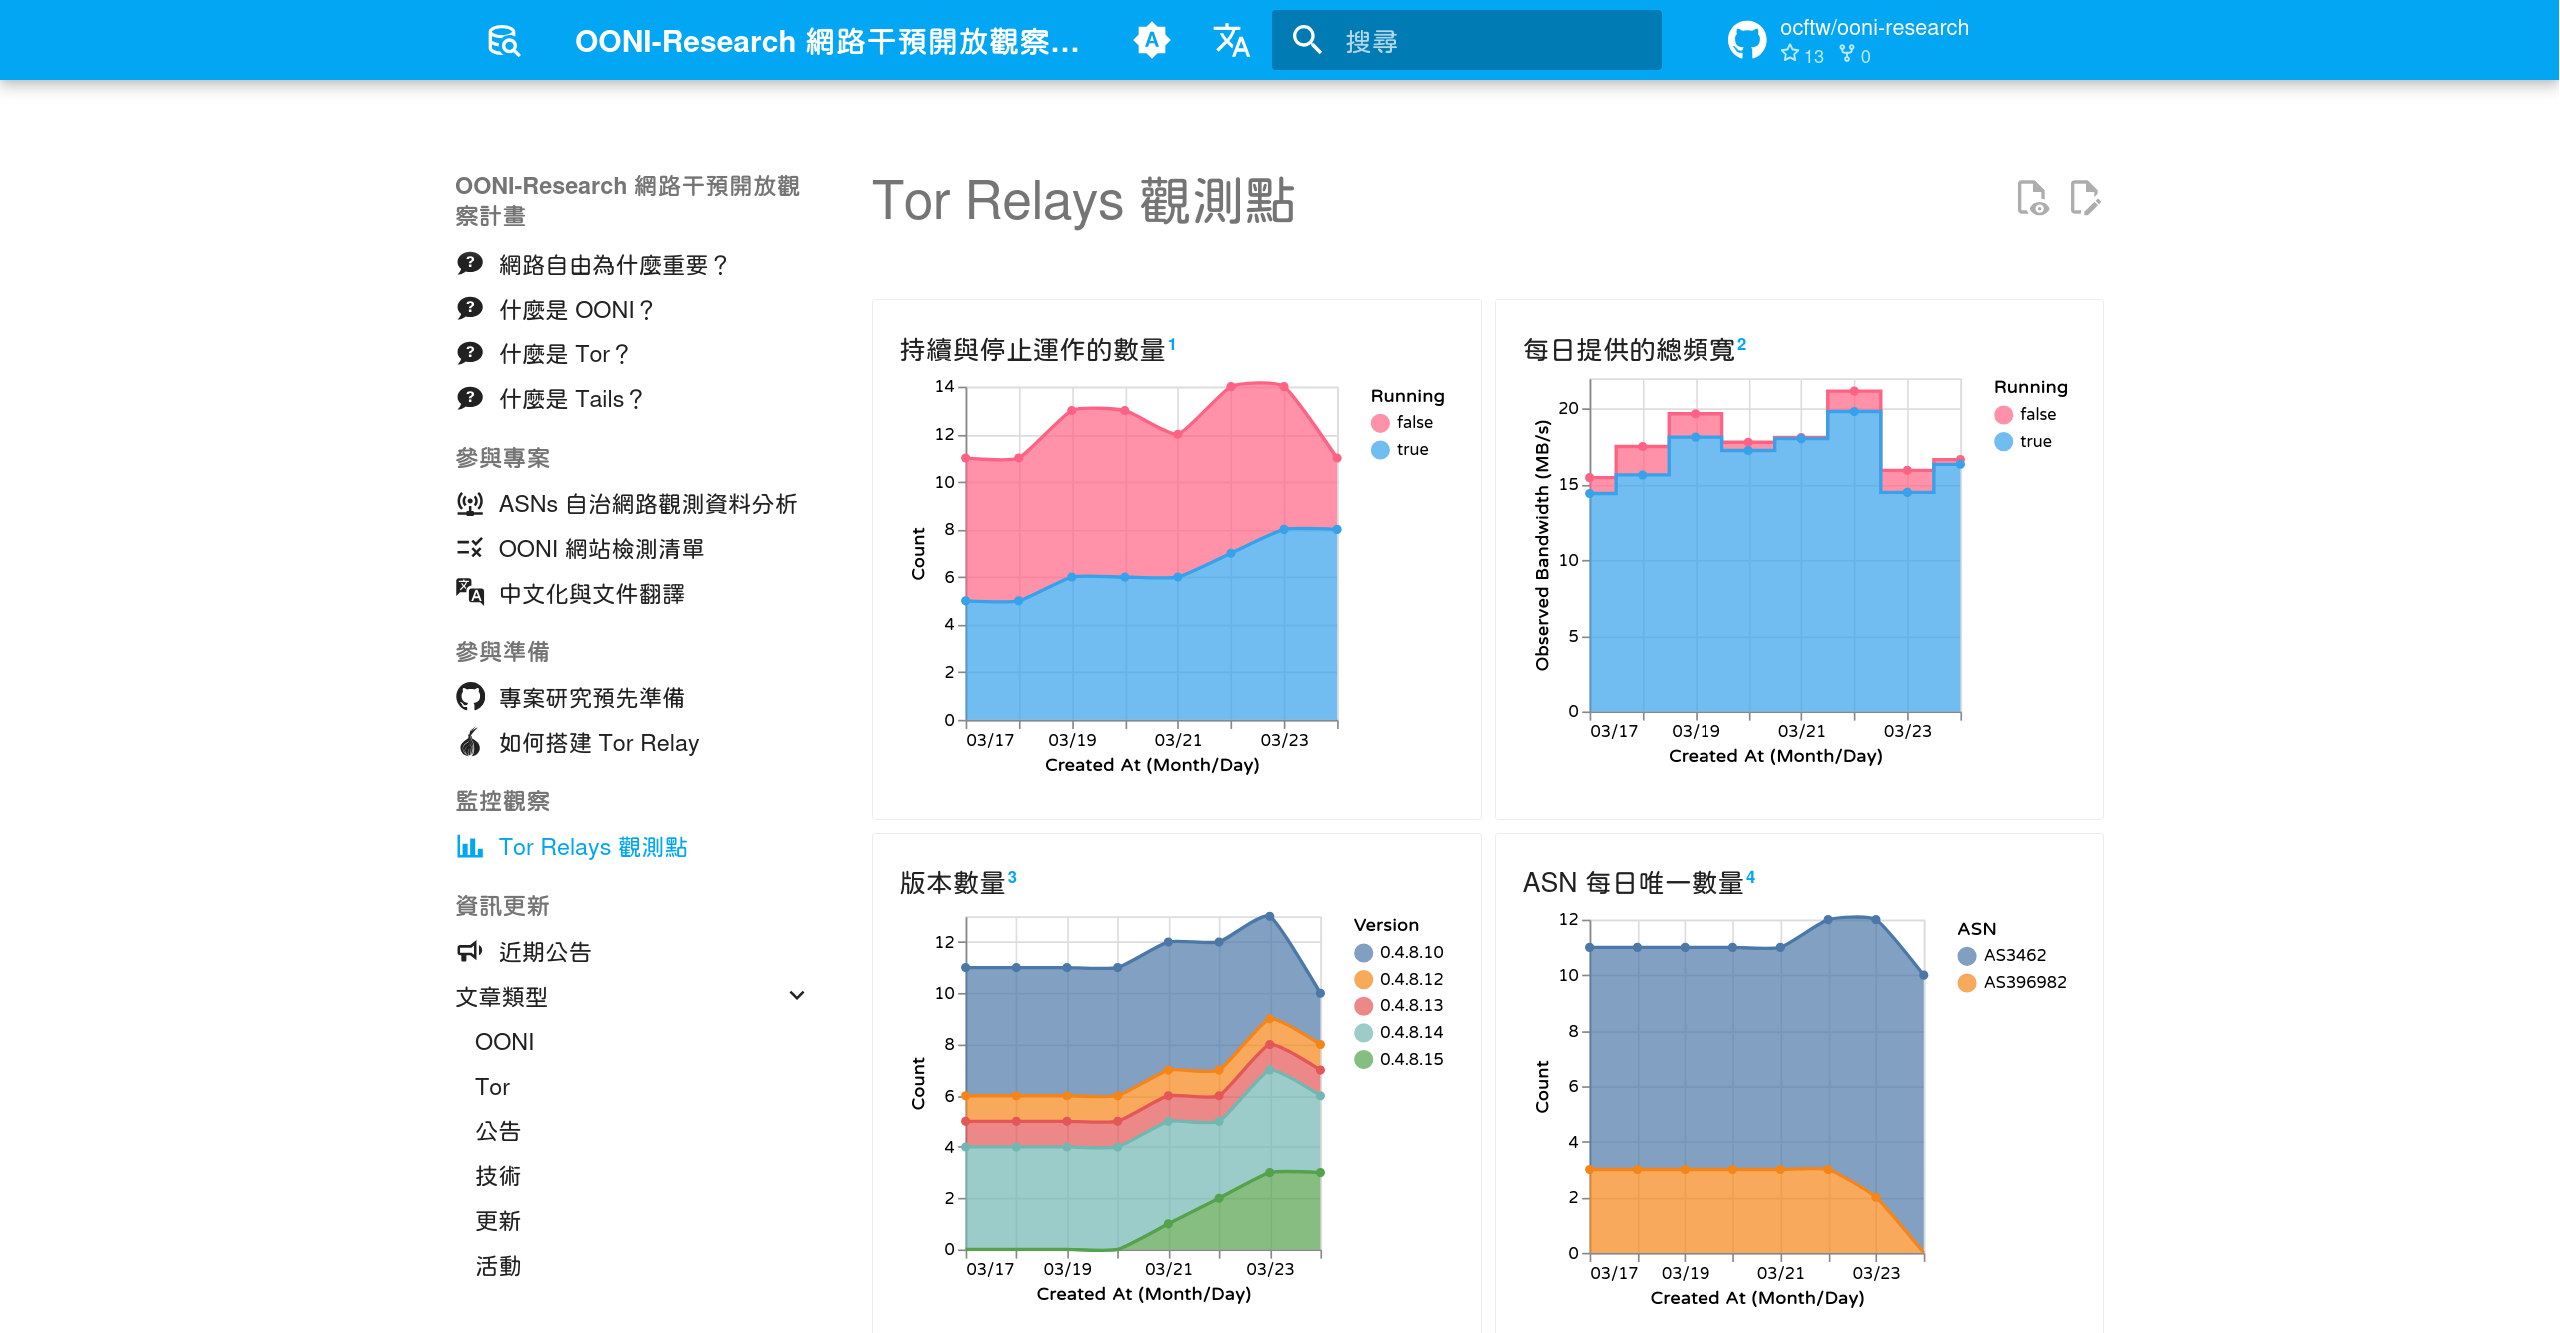 OONI-Research 網路干預開放觀察…
搜尋
ocftw/ooni-research
13 0
OONI-Research 網路干預開放觀
察計畫
網路自由為什麼重要？
什麼是 OONI？
什麼是 Tor？
什麼是 Tails？
參與專案
ASNs 自治網路觀測資料分析
OONI 網站檢測清單
中文化與文件翻譯
參與準備
專案研究預先準備
如何搭建 Tor Relay
監控觀察
Tor Relays 觀測點
資訊更新
近期公告
文章類型
OONI
Tor
公告
技術
更新
活動
Tor Relays 觀測點
持續與停止運作的數量1
14
12
10
8
6
4
2
0
Count
03/17 03/19 03/21 03/23
Created At (Month/Day)
Running
false
true
每日提供的總頻寬2
20
15
10
5
0
Observed Bandwidth (MB/s)
03/17 03/19 03/21 03/23
Created At (Month/Day)
Running
false
true
版本數量3
12
10
8
6
4
2
0
Count
03/17 03/19 03/21 03/23
Created At (Month/Day)
Version
0.4.8.10
0.4.8.12
0.4.8.13
0.4.8.14
0.4.8.15
ASN 每日唯一數量4
12
10
8
6
4
2
0
Count
03/17 03/19 03/21 03/23
Created At (Month/Day)
ASN
AS3462
AS396982